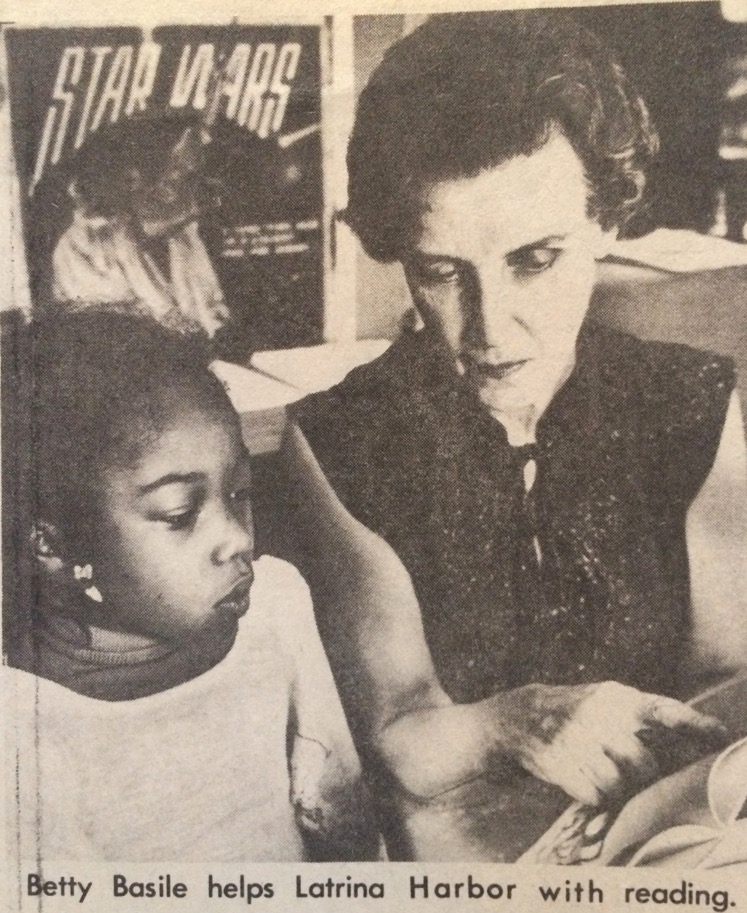 STAR WARS
Betty Basile helps Latrina Harbor with reading.